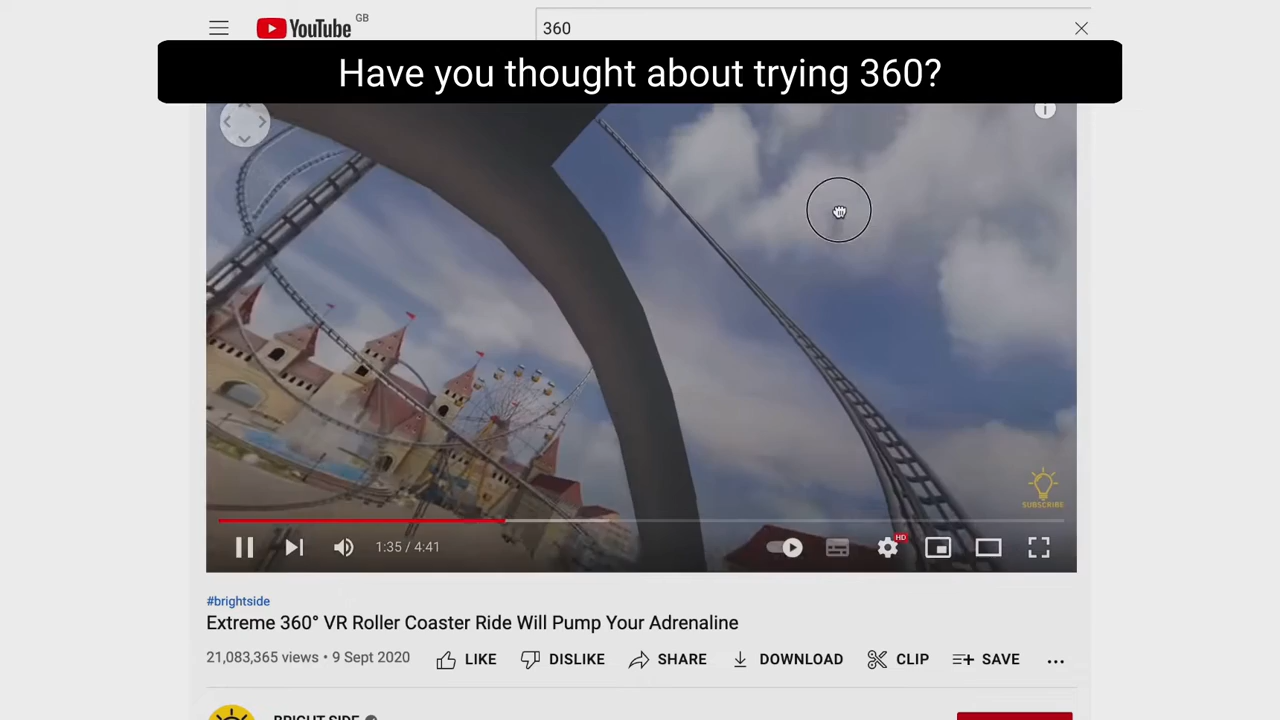 YouTube GB
360
Have you thought about trying 360?
SUBSCRIBE
1:35 / 4:41
HD
#brightside
Extreme 360° VR Roller Coaster Ride Will Pump Your Adrenaline
21,083,365 views • 9 Sept 2020 LIKE DISLIKE SHARE DOWNLOAD CLIP SAVE
BRIGHT SIDE